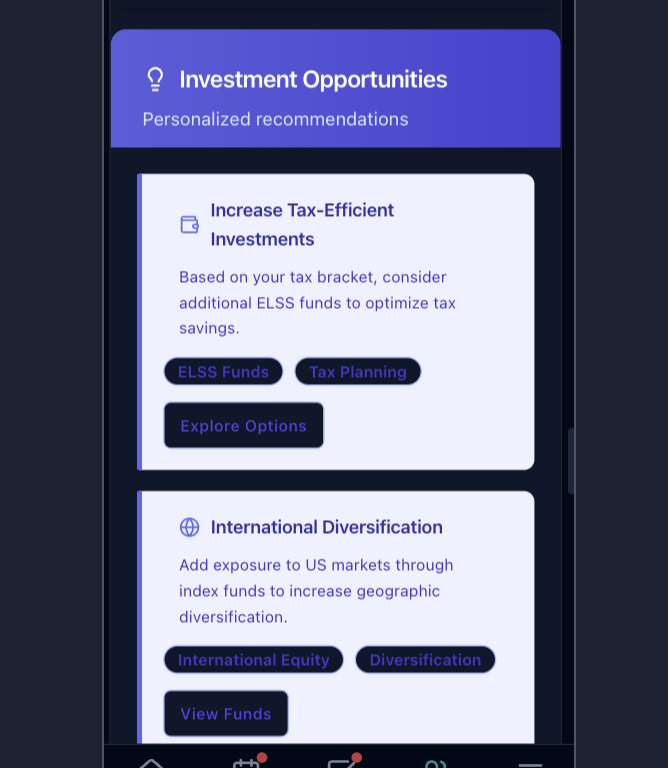 Investment Opportunities
Personalized recommendations
Increase Tax-Efficient
Investments
Based on your tax bracket, consider
additional ELSS funds to optimize tax
savings.
ELSS Funds
Tax Planning
Explore Options
International Diversification
Add exposure to US markets through
index funds to increase geographic
diversification.
International Equity
Diversification
View Funds